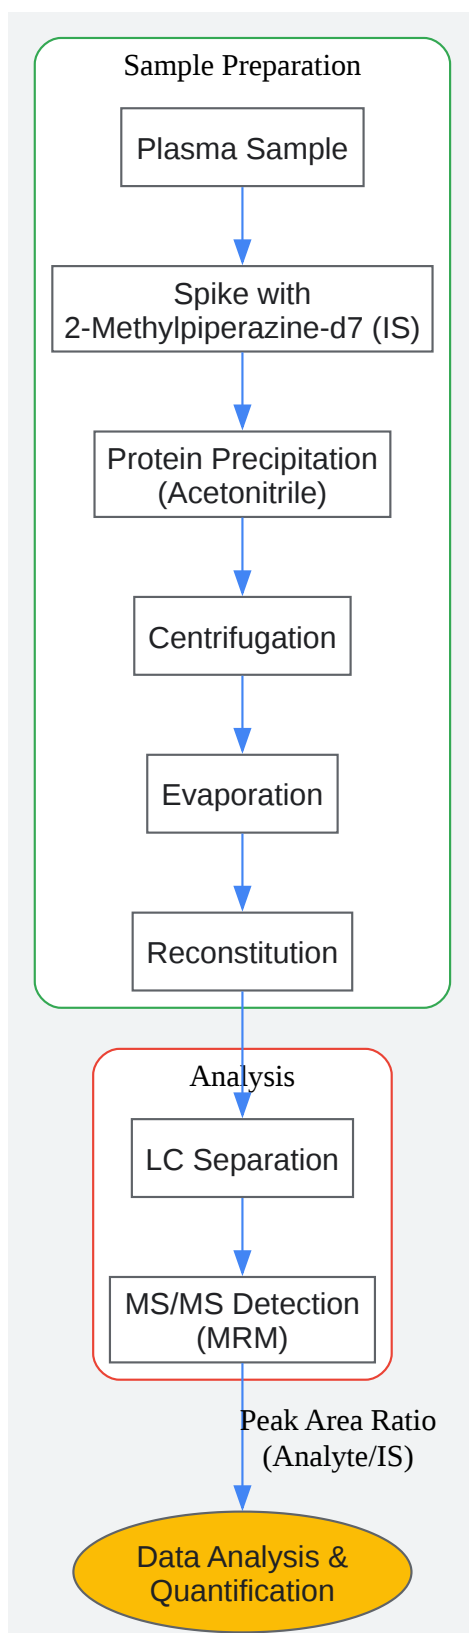 Sample Preparation
Plasma Sample
Spike with
2-Methylpiperazine-d7 (IS)
Protein Precipitation
(Acetonitrile)
Centrifugation
Evaporation
Reconstitution
Analysis
LC Separation
MS/MS Detection
(MRM)
Peak Area Ratio
(Analyte/IS)
Data Analysis &
Quantification